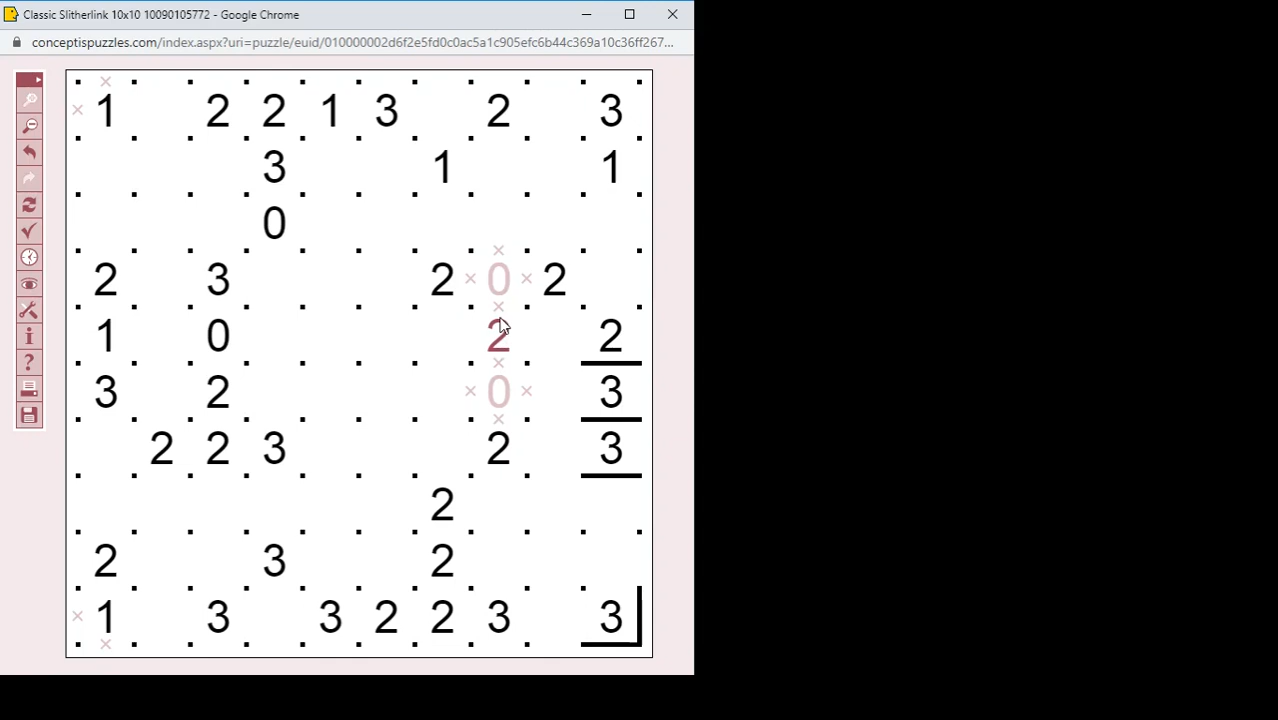 Classic Slitherlink 10x10 10090105772 - Google Chrome
conceptispuzzles.com/index.aspx?uri=puzzle/euid/010000002d6f2e5fd0c0ac5a1c905efc6b44c369a10c36ff267...
1 2 2 1 3 2 3
3 1 1
0
2 3 2 0 2
1 0 2 2
3 2 0 3
2 2 3 2 3
2
2 3 2
1 3 3 2 2 3 3